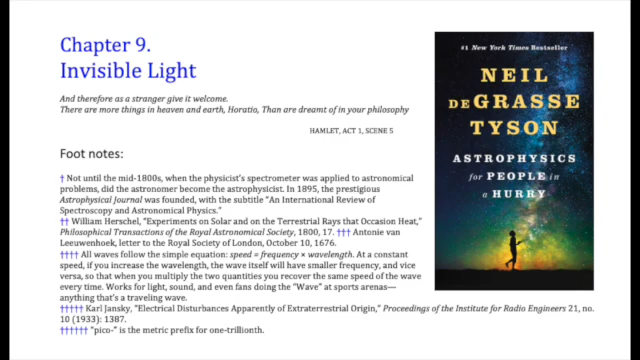 Chapter 9.
Invisible Light
And therefore as a stranger give it welcome.
There are more things in heaven and earth, Horatio, Than are dreamt of in your philosophy
HAMLET, ACT 1, SCENE 5
Foot notes:
† Not until the mid-1800s, when the physicist's spectrometer was applied to astronomical
problems, did the astronomer become the astrophysicist. In 1895, the prestigious
Astrophysical Journal was founded, with the subtitle "An International Review of
Spectroscopy and Astronomical Physics."
†† William Herschel, "Experiments on Solar and on the Terrestrial Rays that Occasion Heat,"
Philosophical Transactions of the Royal Astronomical Society, 1800, 17. ††† Antonie van
Leeuwenhoek, letter to the Royal Society of London, October 10, 1676.
†††† All waves follow the simple equation: speed = frequency × wavelength. At a constant
speed, if you increase the wavelength, the wave itself will have smaller frequency, and vice
versa, so that when you multiply the two quantities you recover the same speed of the wave
every time. Works for light, sound, and even fans doing the "Wave" at sports arenas—
anything that's a traveling wave.
††††† Karl Jansky, "Electrical Disturbances Apparently of Extraterrestrial Origin," Proceedings of the Institute for Radio Engineers 21, no.
10 (1933): 1387.
†††††† "pico-" is the metric prefix for one-trillionth.
#1 New York Times Bestseller
NEIL
DEGRASSE
TYSON
ASTROPHYSICS
for PEOPLE in
a HURRY